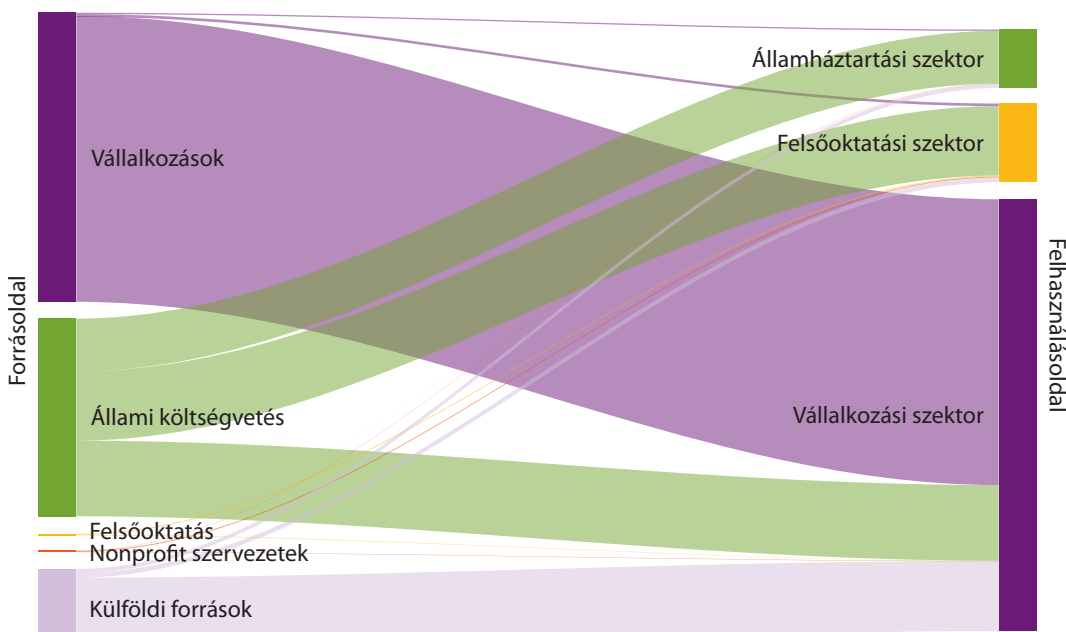 Forrásoldal
Vállalkozások
Állami költségvetés
Felsőoktatás
Nonprofit szervezetek
Külföldi források
Államháztartási szektor
Felsőoktatási szektor
Vállalkozási szektor
Felhasználásoldal